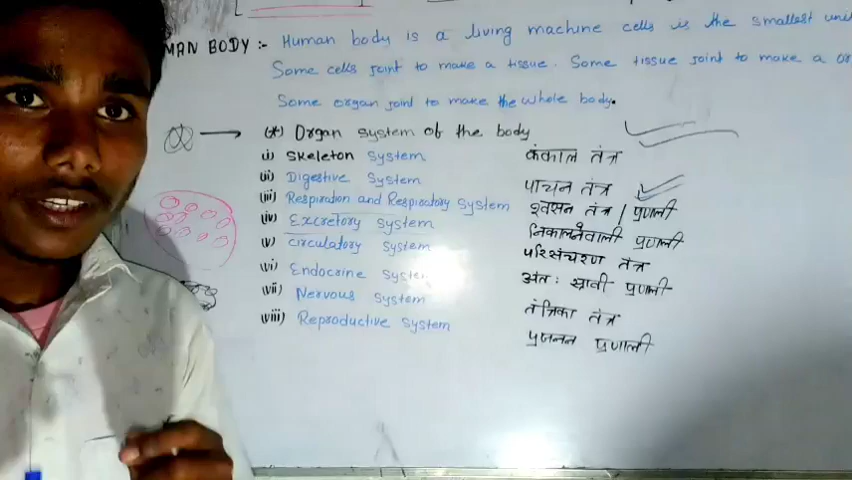 MAN BODY :- Human body is a living machine cells is the smallest uni
Some cells joint to make a tissue. Some tissue joint to make a or
Some organ joint to make the whole body.
(*) Organ system of the body
(i) Skeleton system कंकाल तंत्र
(ii) Digestive system पाचन तंत्र
(iii) Respiration and Respiratory system श्वसन तंत्र / प्रणाली
(iv) Excretory system निकालनेवाली प्रणाली
(v) circulatory system परिसंचरण तंत्र
(vi) Endocrine syste अंतः स्रावी प्रणाली
(vii) Nervous system तंत्रिका तंत्र
(viii) Reproductive system प्रजनन प्रणाली